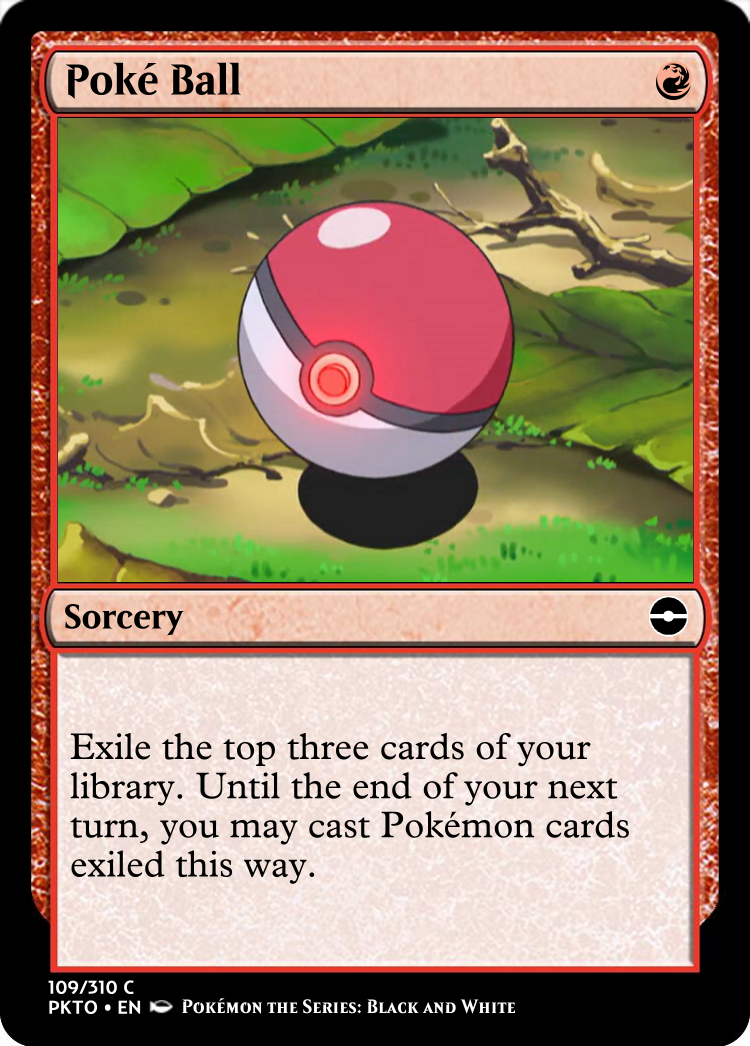 Poké Ball
Sorcery
Exile the top three cards of your
library. Until the end of your next
turn, you may cast Pokémon cards
exiled this way.
109/310 C
PKTO • EN Pokémon the Series: Black and White